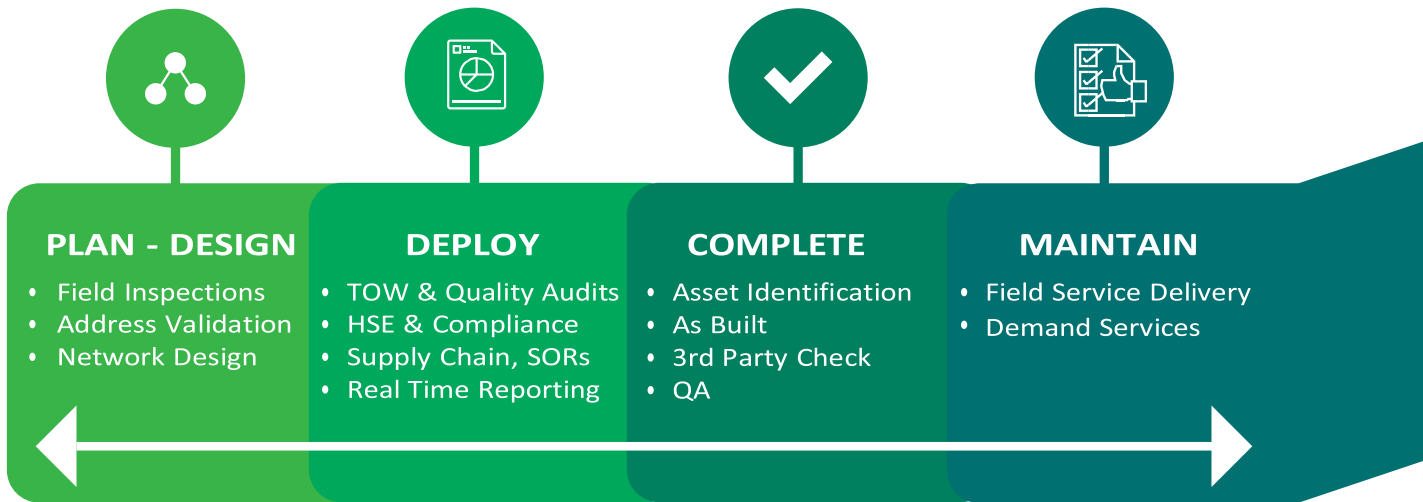 PLAN - DESIGN
• Field Inspections
• Address Validation
• Network Design
DEPLOY
• TOW & Quality Audits
• HSE & Compliance
• Supply Chain, SORs
• Real Time Reporting
COMPLETE
• Asset Identification
• As Built
• 3rd Party Check
• QA
MAINTAIN
• Field Service Delivery
• Demand Services